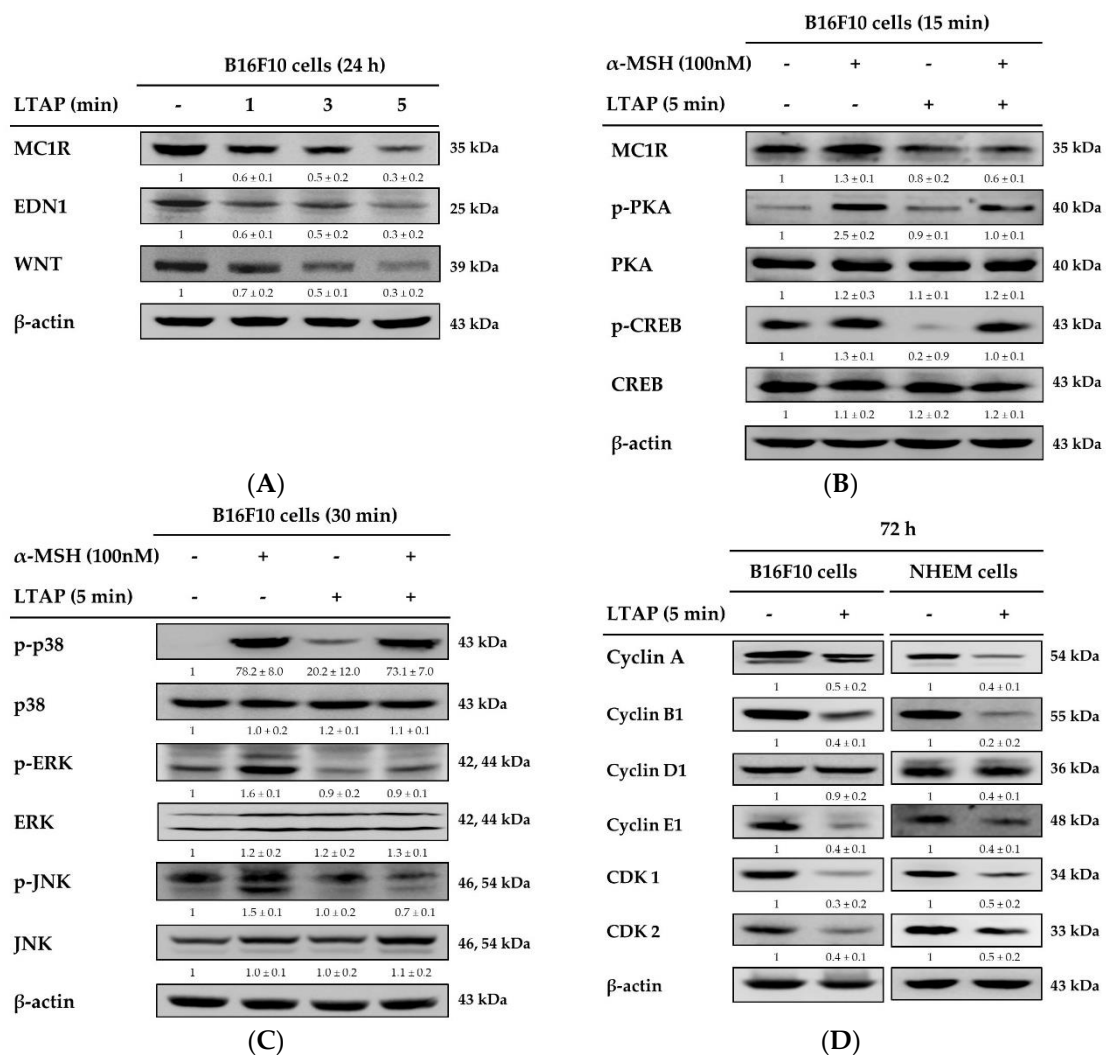 B16F10 cells (24 h)
LTAP (min) - 1 3 5
MC1R 35 kDa
1 0.6 ± 0.1 0.5 ± 0.2 0.3 ± 0.2
EDN1 25 kDa
1 0.6 ± 0.1 0.5 ± 0.2 0.3 ± 0.2
WNT 39 kDa
1 0.7 ± 0.2 0.5 ± 0.1 0.3 ± 0.2
β-actin 43 kDa
(A)
B16F10 cells (15 min)
α-MSH (100nM) - + - +
LTAP (5 min) - - + +
MC1R 35 kDa
1 1.3 ± 0.1 0.8 ± 0.2 0.6 ± 0.1
p-PKA 40 kDa
1 2.5 ± 0.2 0.9 ± 0.1 1.0 ± 0.1
PKA 40 kDa
1 1.2 ± 0.3 1.1 ± 0.1 1.2 ± 0.1
p-CREB 43 kDa
1 1.3 ± 0.1 0.2 ± 0.9 1.0 ± 0.1
CREB 43 kDa
1 1.1 ± 0.2 1.2 ± 0.2 1.2 ± 0.1
β-actin 43 kDa
(B)
B16F10 cells (30 min)
α-MSH (100nM) - + - +
LTAP (5 min) - - + +
p-p38 43 kDa
1 78.2 ± 8.0 20.2 ± 12.0 73.1 ± 7.0
p38 43 kDa
1 1.0 ± 0.2 1.2 ± 0.1 1.1 ± 0.1
p-ERK 42, 44 kDa
1 1.6 ± 0.1 0.9 ± 0.2 0.9 ± 0.1
ERK 42, 44 kDa
1 1.2 ± 0.2 1.2 ± 0.2 1.3 ± 0.1
p-JNK 46, 54 kDa
1 1.5 ± 0.1 1.0 ± 0.2 0.7 ± 0.1
JNK 46, 54 kDa
1 1.0 ± 0.1 1.0 ± 0.2 1.1 ± 0.2
β-actin 43 kDa
(C)
72 h
B16F10 cells NHEM cells
LTAP (5 min) - + - +
Cyclin A 54 kDa
1 0.5 ± 0.2 1 0.4 ± 0.1
Cyclin B1 55 kDa
1 0.4 ± 0.1 1 0.2 ± 0.2
Cyclin D1 36 kDa
1 0.9 ± 0.2 1 0.4 ± 0.1
Cyclin E1 48 kDa
1 0.4 ± 0.1 1 0.4 ± 0.1
CDK 1 34 kDa
1 0.3 ± 0.2 1 0.5 ± 0.2
CDK 2 33 kDa
1 0.4 ± 0.1 1 0.5 ± 0.2
β-actin 43 kDa
(D)